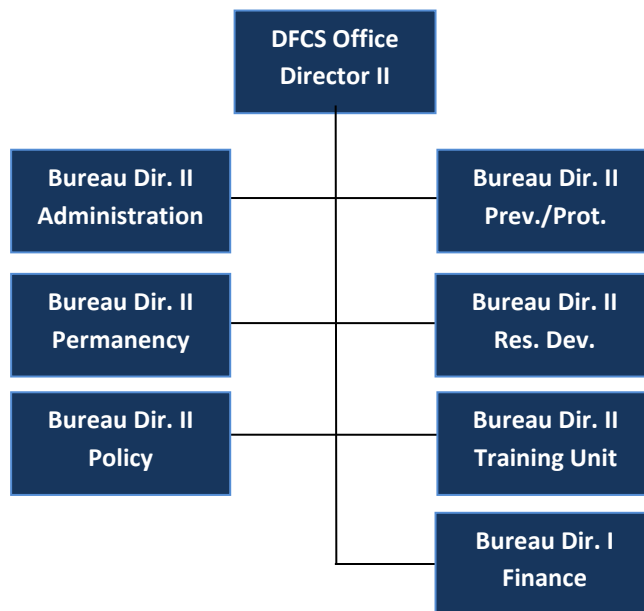 DFCS Office
Director II
Bureau Dir. II
Administration
Bureau Dir. II
Prev./Prot.
Bureau Dir. II
Permanency
Bureau Dir. II
Res. Dev.
Bureau Dir. II
Policy
Bureau Dir. II
Training Unit
Bureau Dir. I
Finance